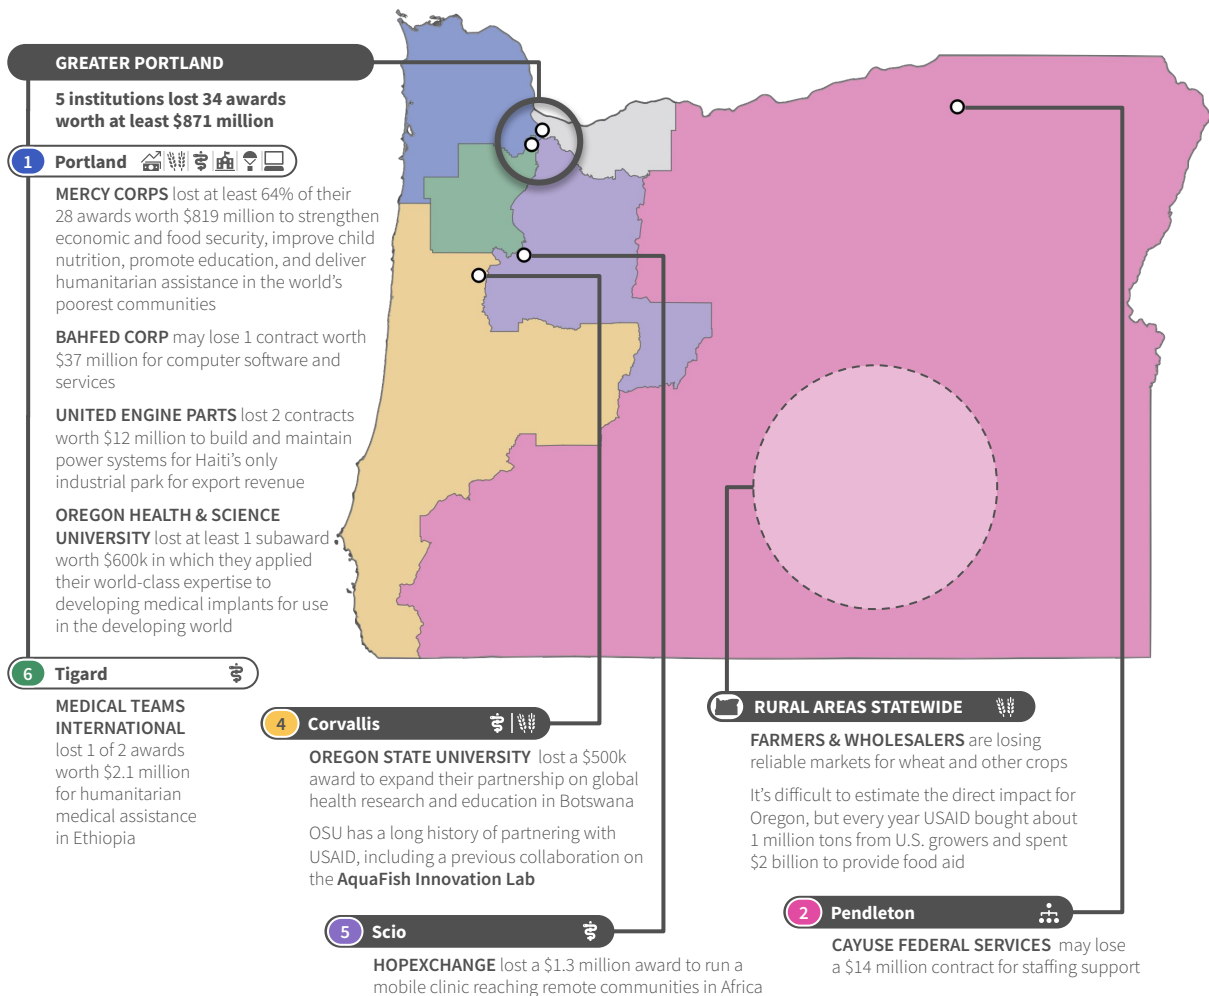 GREATER PORTLAND
5 institutions lost 34 awards
worth at least $871 million
1 Portland
MERCY CORPS lost at least 64% of their
28 awards worth $819 million to strengthen
economic and food security, improve child
nutrition, promote education, and deliver
humanitarian assistance in the world's
poorest communities
BAHFED CORP may lose 1 contract worth
$37 million for computer software and
services
UNITED ENGINE PARTS lost 2 contracts
worth $12 million to build and maintain
power systems for Haiti's only
industrial park for export revenue
OREGON HEALTH & SCIENCE
UNIVERSITY lost at least 1 subaward
worth $600k in which they applied
their world-class expertise to
developing medical implants for use
in the developing world
6 Tigard
MEDICAL TEAMS
INTERNATIONAL
lost 1 of 2 awards
worth $2.1 million
for humanitarian
medical assistance
in Ethiopia
4 Corvallis
OREGON STATE UNIVERSITY lost a $500k
award to expand their partnership on global
health research and education in Botswana
OSU has a long history of partnering with
USAID, including a previous collaboration on
the AquaFish Innovation Lab
5 Scio
HOPEXCHANGE lost a $1.3 million award to run a
mobile clinic reaching remote communities in Africa
RURAL AREAS STATEWIDE
FARMERS & WHOLESALERS are losing
reliable markets for wheat and other crops
It's difficult to estimate the direct impact for
Oregon, but every year USAID bought about
1 million tons from U.S. growers and spent
$2 billion to provide food aid
2 Pendleton
CAYUSE FEDERAL SERVICES may lose
a $14 million contract for staffing support